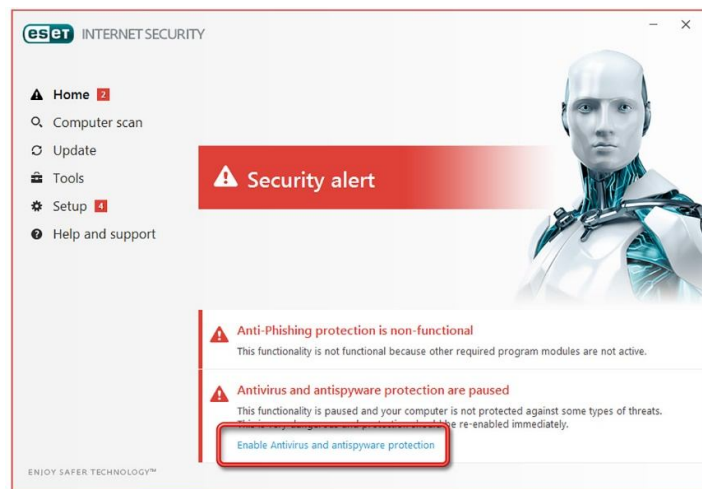 eset INTERNET SECURITY
Home 2
Computer scan
Update
Tools
Setup 4
Help and support
Security alert
Anti-Phishing protection is non-functional
This functionality is not functional because other required program modules are not active.
Antivirus and antispyware protection are paused
This functionality is paused and your computer is not protected against some types of threats.
be re-enabled immediately.
Enable Antivirus and antispyware protection
ENJOY SAFER TECHNOLOGY™